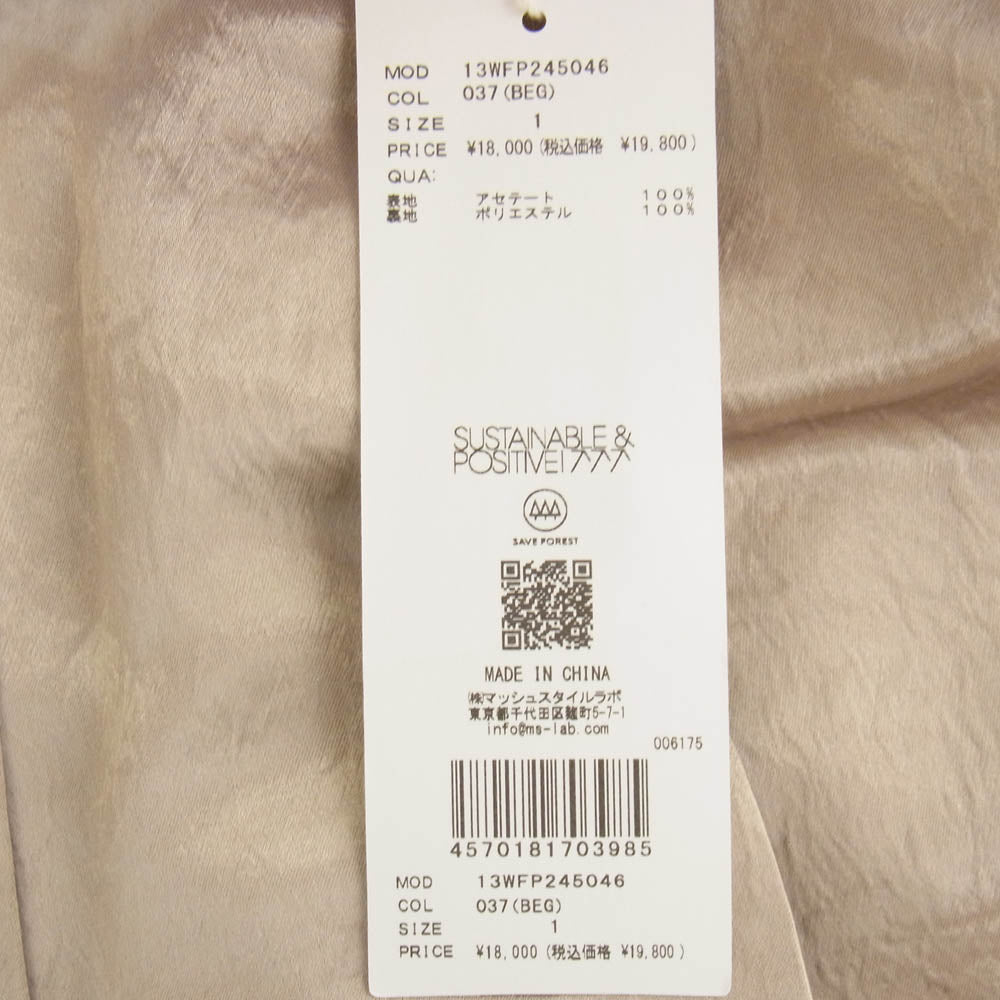 MOD 13WFP245046
COL 037(BEG)
SIZE 1
PRICE ¥18,000(税込価格 ¥19,800)
QUA:
表地 アセテート 100%
裏地 ポリエステル 100%
SUSTAINABLE &
POSITIVE!
SAVE FOREST
MADE IN CHINA
㈱マッシュスタイルラボ
東京都千代田区麹町5-7-1
info@ms-lab.com
006175
4570181703985
MOD 13WFP245046
COL 037(BEG)
SIZE 1
PRICE ¥18,000(税込価格 ¥19,800)